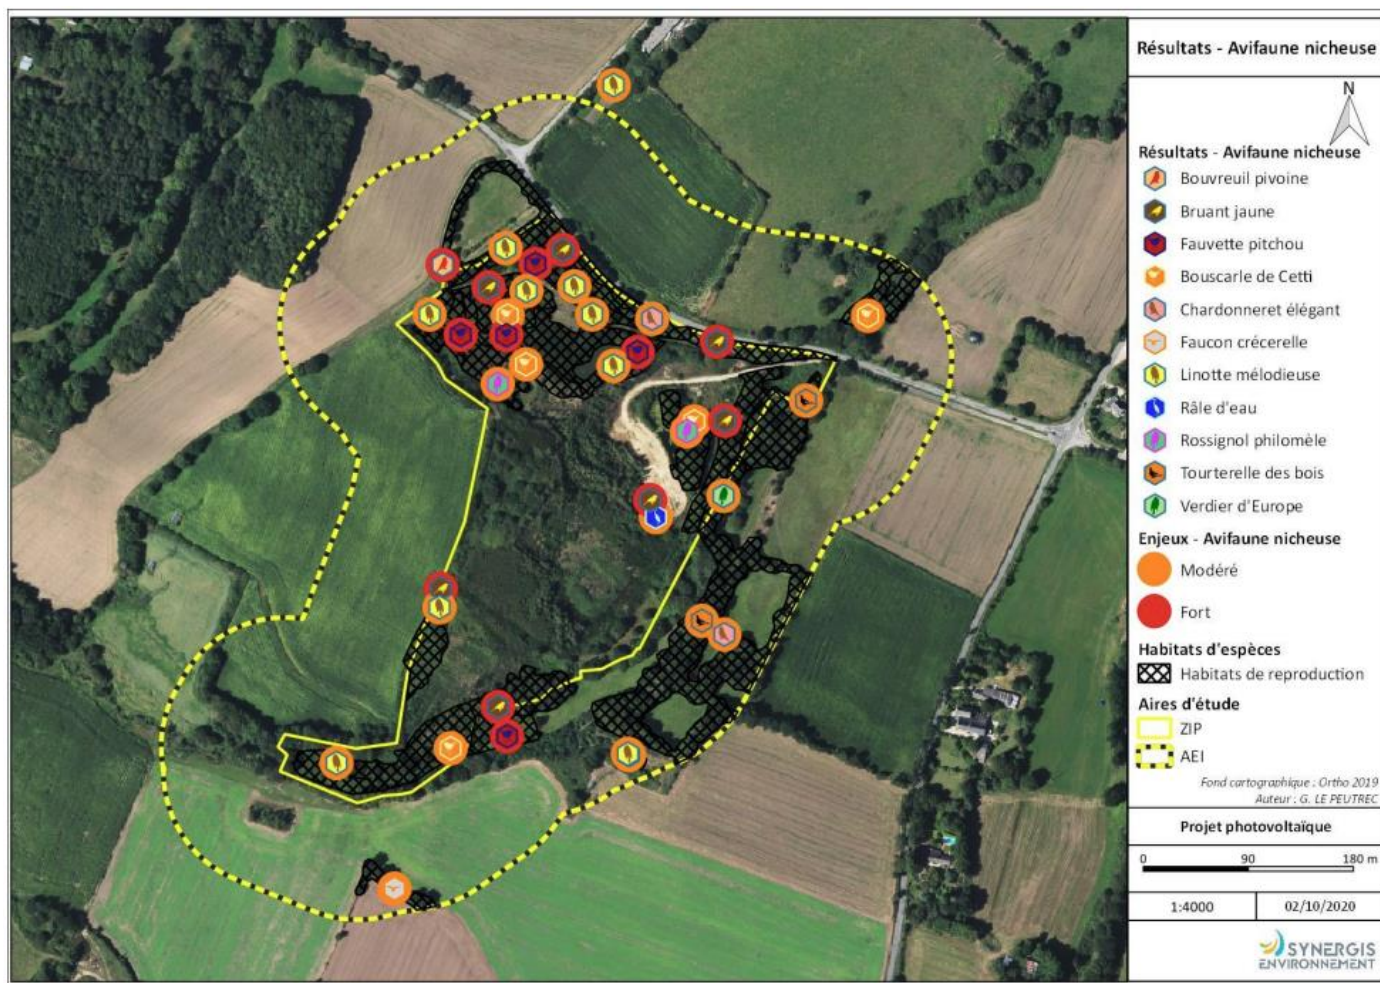 Résultats - Avifaune nicheuse
N
Résultats - Avifaune nicheuse
Bouvreuil pivoine
Bruant jaune
Fauvette pitchou
Bouscarle de Cetti
Chardonneret élégant
Faucon crécerelle
Linotte mélodieuse
Râle d'eau
Rossignol philomèle
Tourterelle des bois
Verdier d'Europe
Enjeux - Avifaune nicheuse
Modéré
Fort
Habitats d'espèces
Habitats de reproduction
Aires d'étude
ZIP
AEI
Fond cartographique : Ortho 2019
Auteur : G. LE PEUTREC
Projet photovoltaïque
0 90 180 m
1:4000 02/10/2020
SYNERGIS
ENVIRONNEMENT